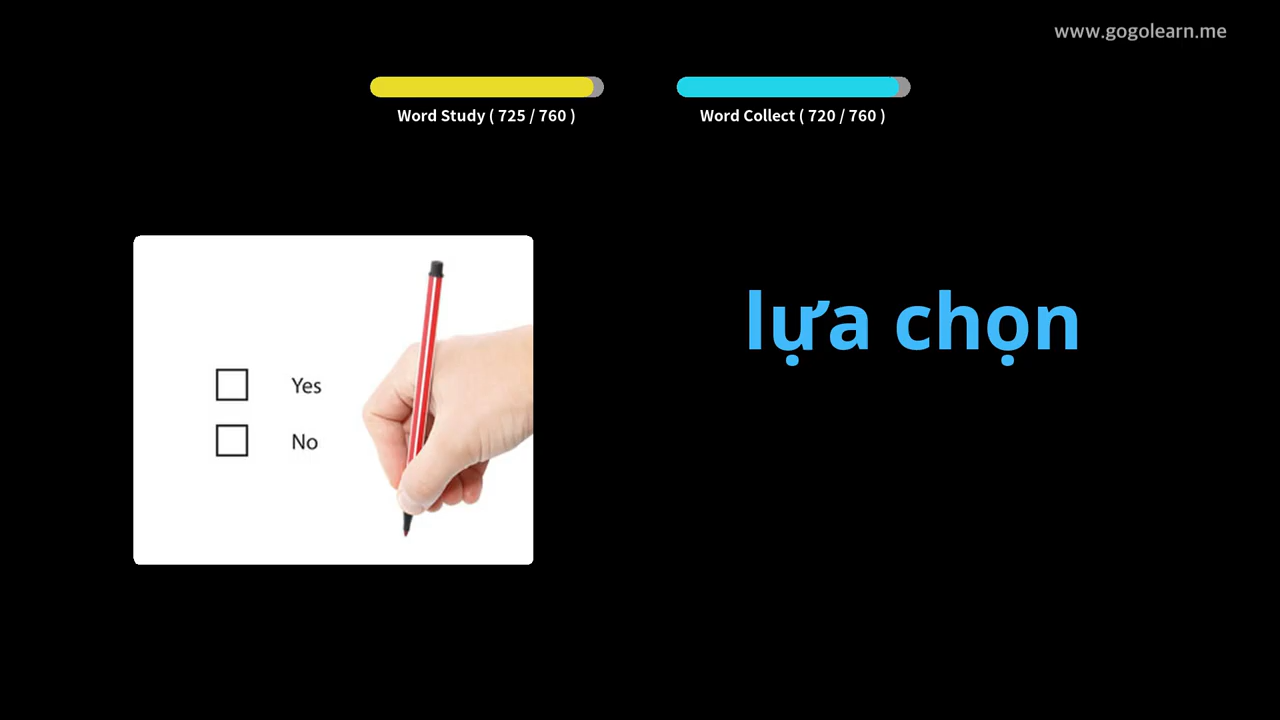 www.gogolearn.me
Word Study ( 725 / 760 )
Word Collect ( 720 / 760 )
lựa chọn
Yes
No